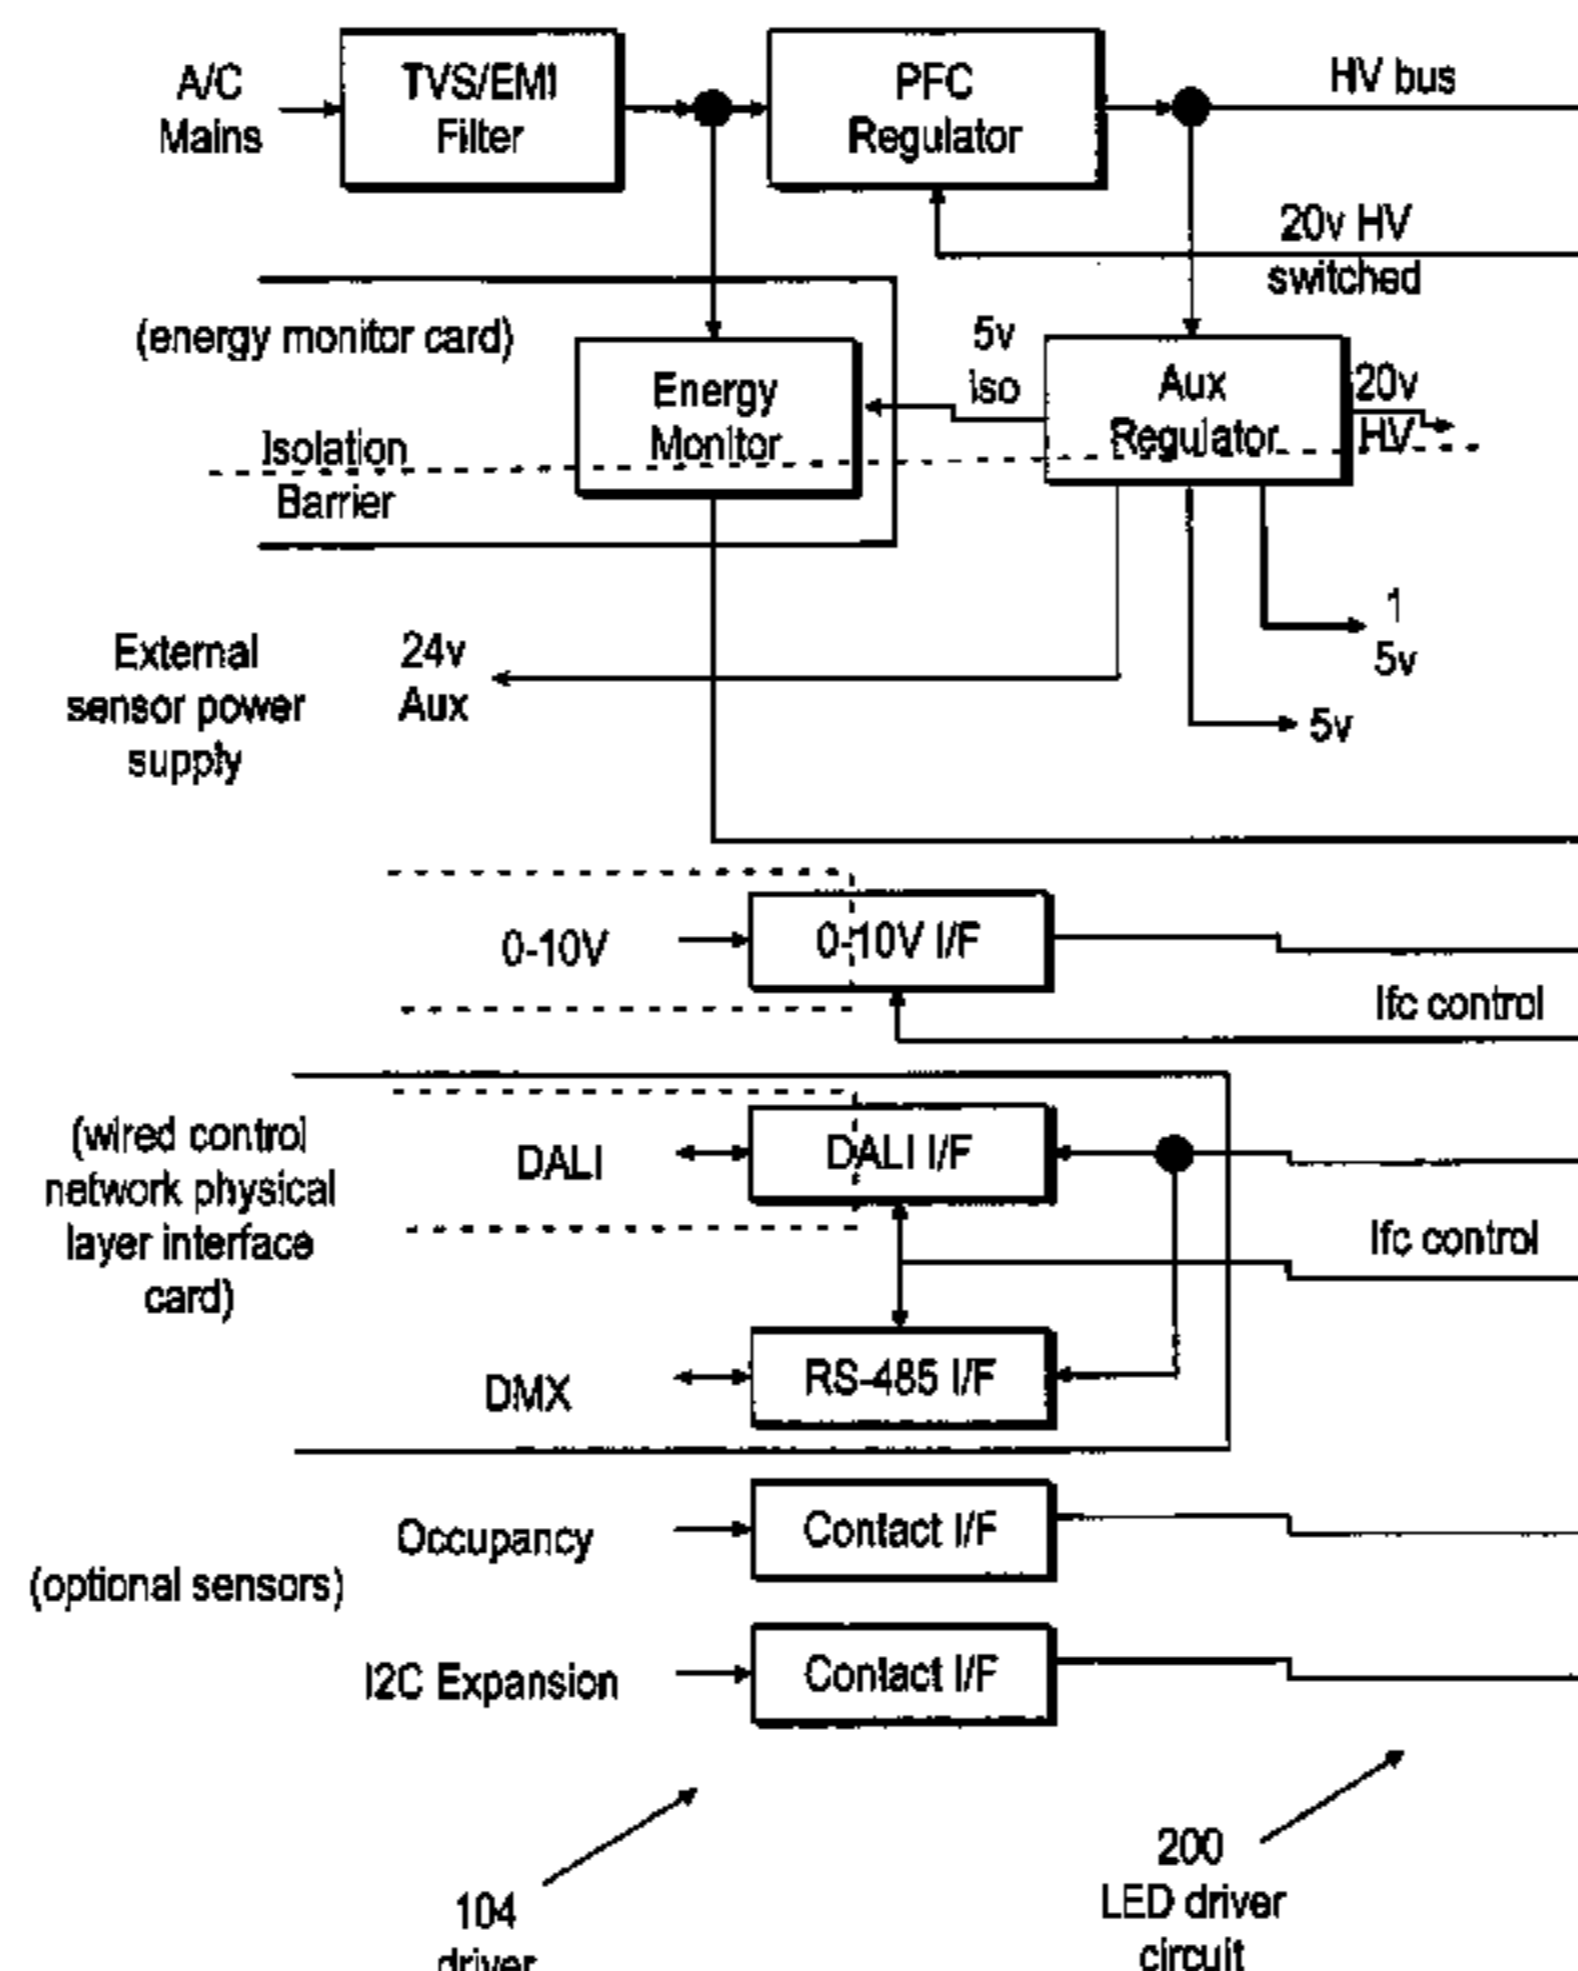 A/C
Mains
TVS/EMI
Filter
PFC
Regulator
HV bus
20v HV
switched
(energy monitor card)
5v
Iso
Energy
Monitor
Aux
Regulator
20v
HV
Isolation
Barrier
1
5v
External
sensor power
supply
24v
Aux
5v
0-10V
0-10V I/F
Ifc control
(wired control
network physical
layer interface
card)
DALI
DALI I/F
Ifc control
DMX
RS-485 I/F
Occupancy
Contact I/F
(optional sensors)
I2C Expansion
Contact I/F
104
driver
200
LED driver
circuit